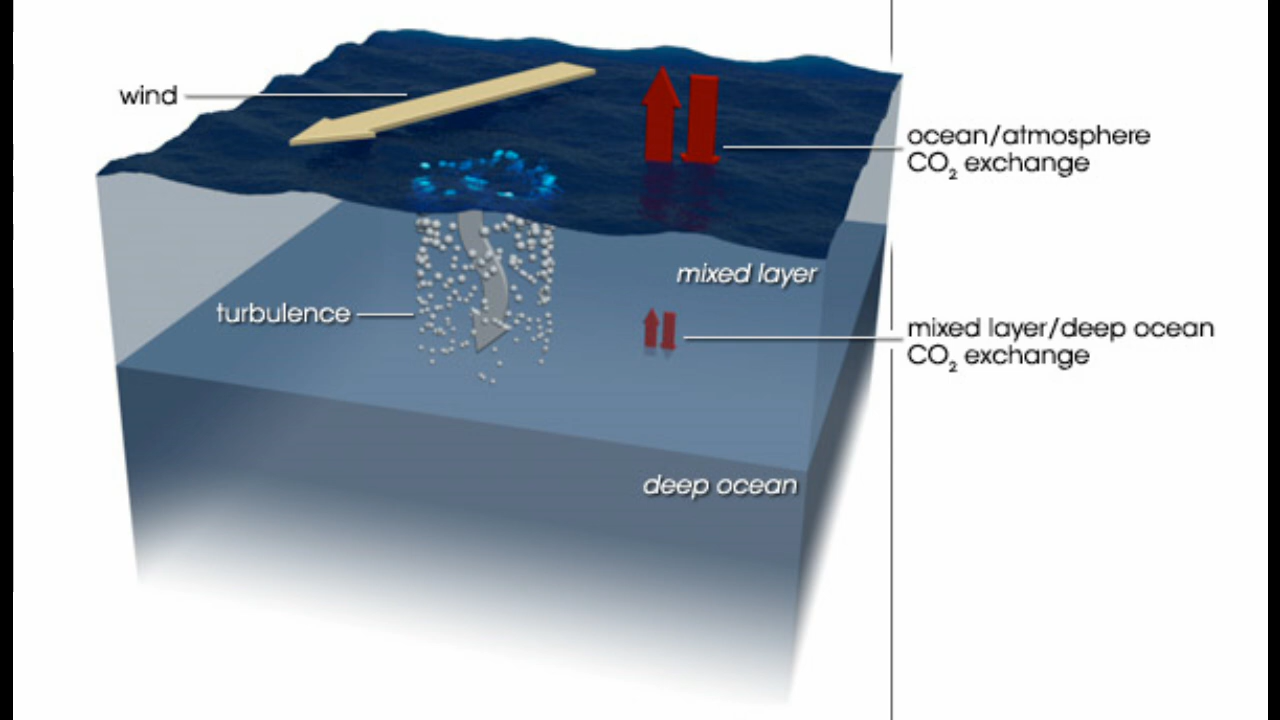 wind
ocean/atmosphere
CO₂ exchange
mixed layer
turbulence
mixed layer/deep ocean
CO₂ exchange
deep ocean